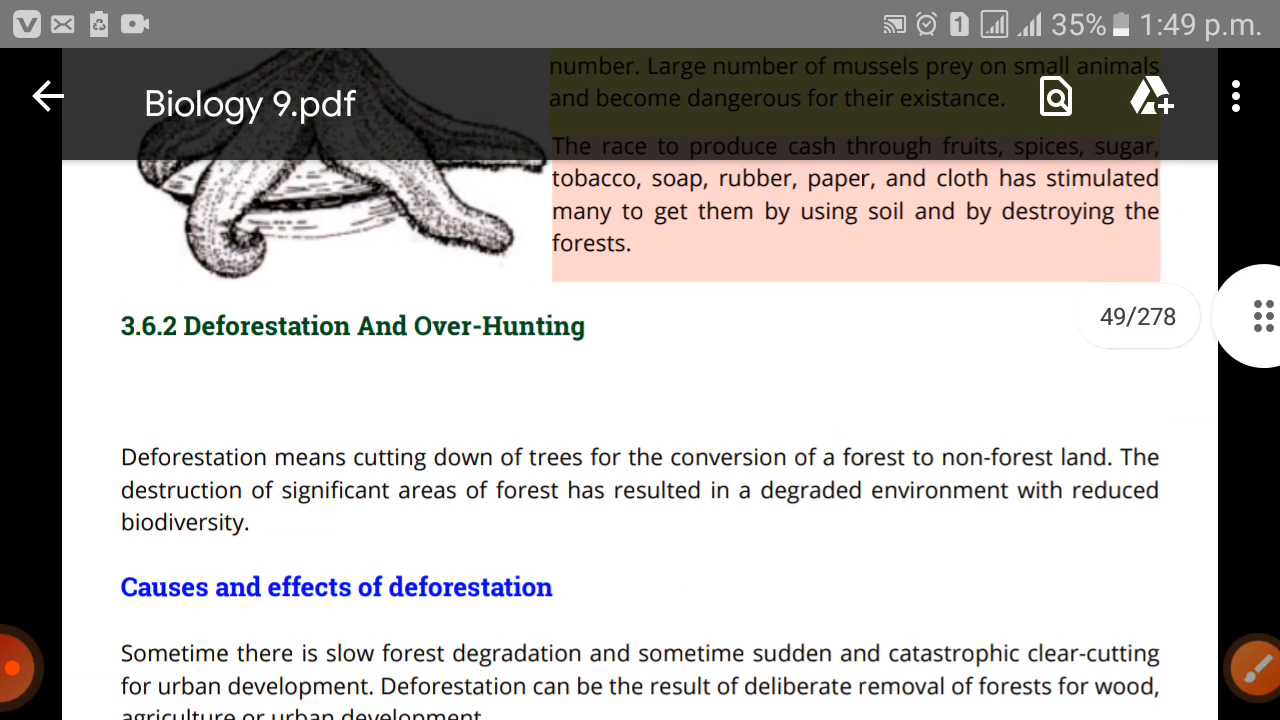 35% 1:49 p.m.
Biology 9.pdf
number. Large number of mussels prey on small animals
and become dangerous for their existance.
The race to produce cash through fruits, spices, sugar,
tobacco, soap, rubber, paper, and cloth has stimulated
many to get them by using soil and by destroying the
forests.
3.6.2 Deforestation And Over-Hunting
49/278
Deforestation means cutting down of trees for the conversion of a forest to non-forest land. The
destruction of significant areas of forest has resulted in a degraded environment with reduced
biodiversity.
Causes and effects of deforestation
Sometime there is slow forest degradation and sometime sudden and catastrophic clear-cutting
for urban development. Deforestation can be the result of deliberate removal of forests for wood,
agriculture or urban development.